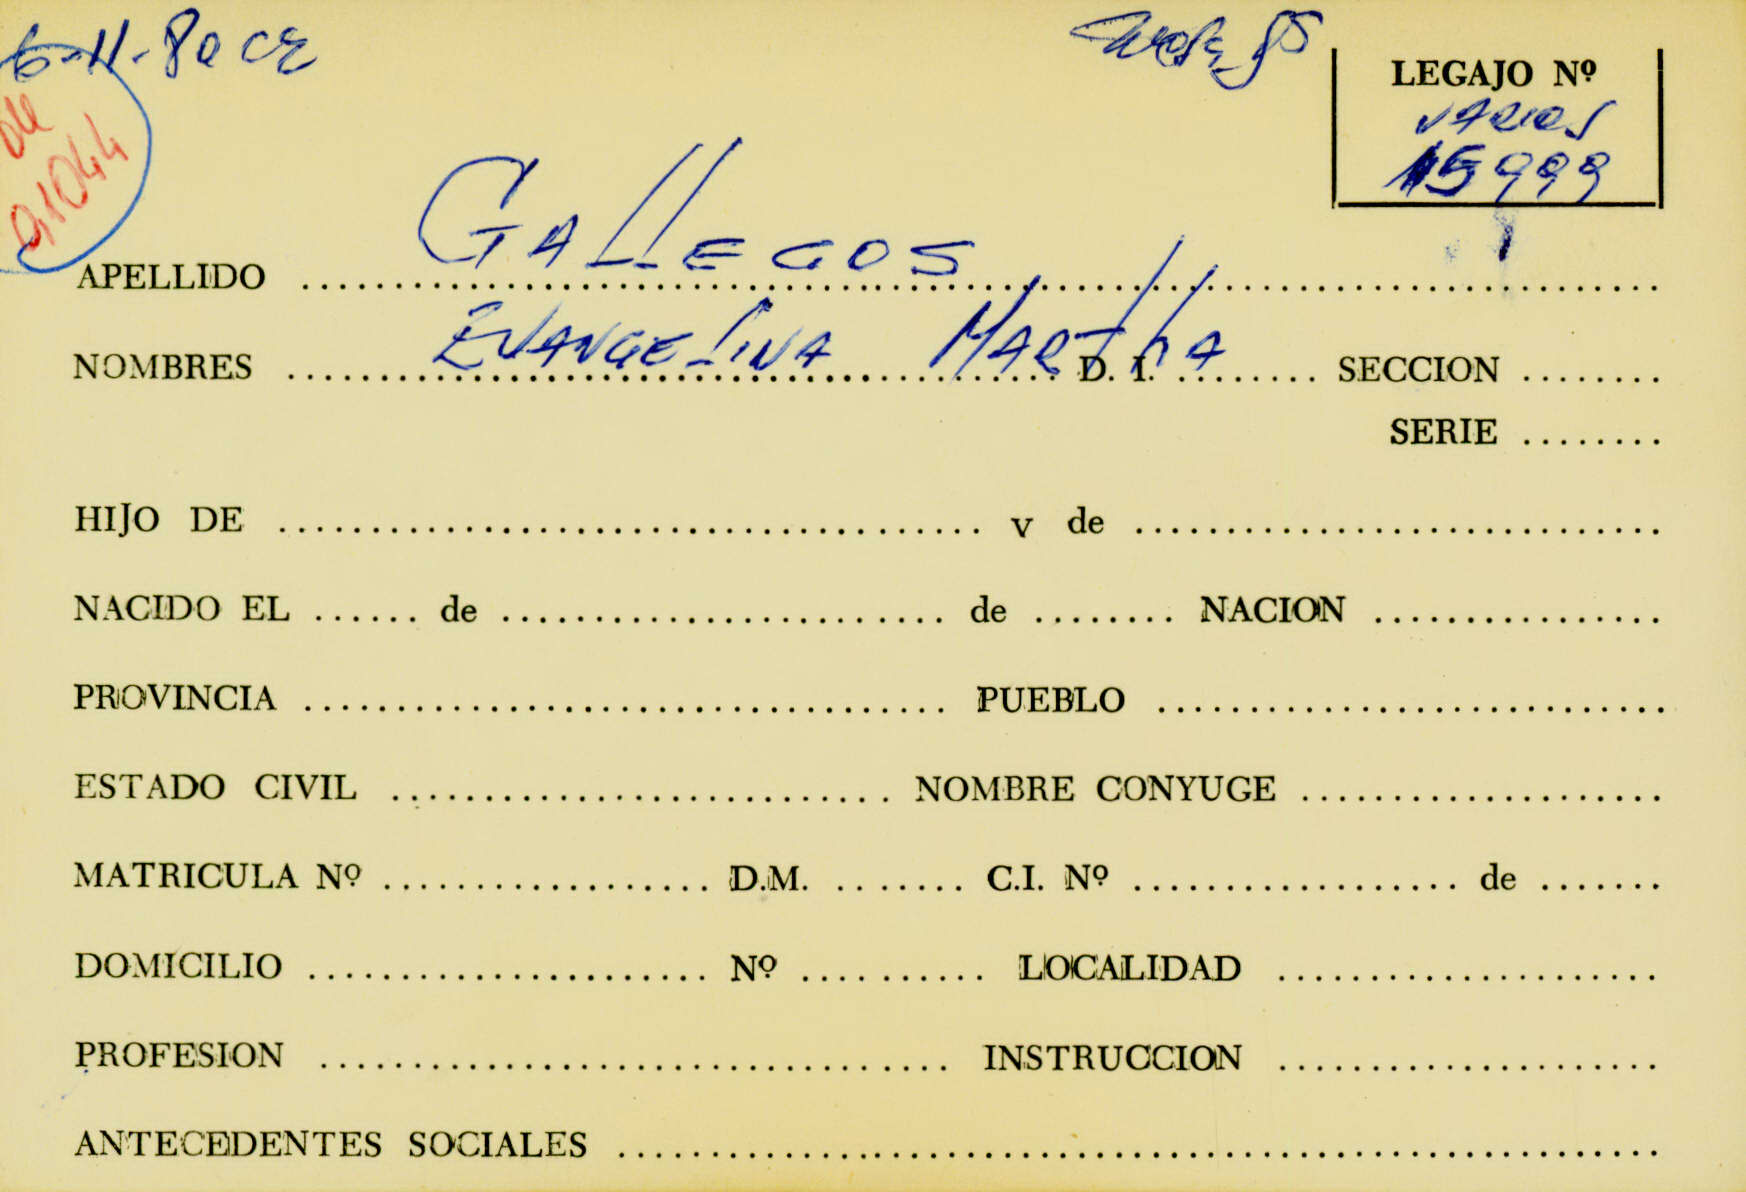 6-11-80 CR
LEGAJO Nº
VARIOS
15999
91044
APELLIDO GALLEGOS
NOMBRES EVANGELINA MARTHA D. I. ........ SECCION ........
SERIE ........
HIJO DE ........ y de ........
NACIDO EL ...... de ........ de ........ NACION ........
PROVINCIA ........ PUEBLO ........
ESTADO CIVIL ........ NOMBRE CONYUGE ........
MATRICULA Nº ........ D.M. ........ C.I. Nº ........ de .......
DOMICILIO ........ Nº ........ LOCALIDAD ........
PROFESION ........ INSTRUCCION ........
ANTECEDENTES SOCIALES ........